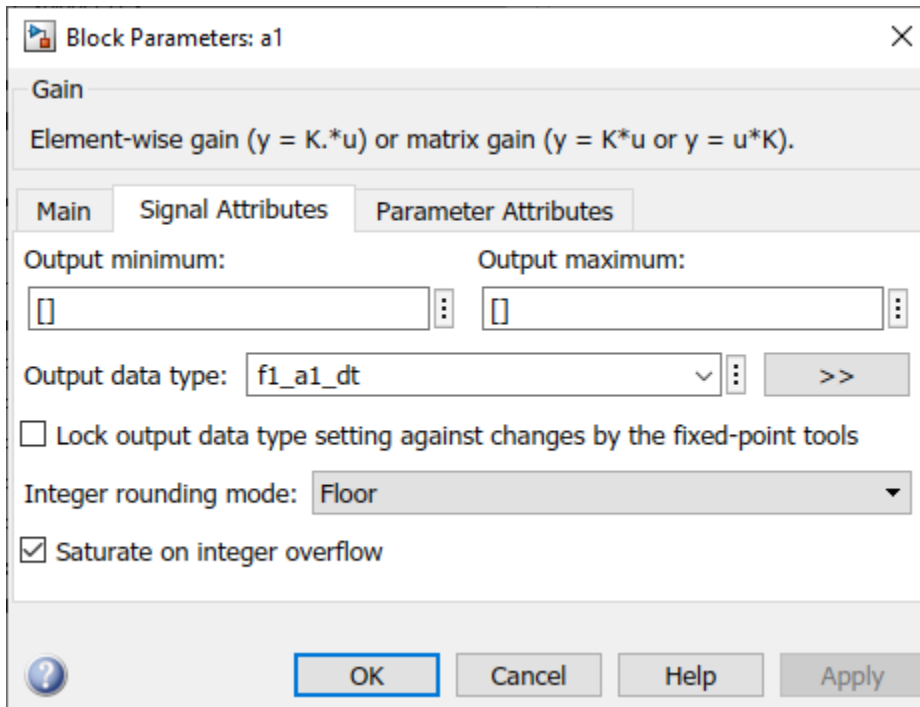 Block Parameters: a1
Gain
Element-wise gain (y = K.*u) or matrix gain (y = K*u or y = u*K).
Main Signal Attributes Parameter Attributes
Output minimum: Output maximum:
[] []
Output data type: f1_a1_dt >>
Lock output data type setting against changes by the fixed-point tools
Integer rounding mode: Floor
Saturate on integer overflow
OK Cancel Help Apply